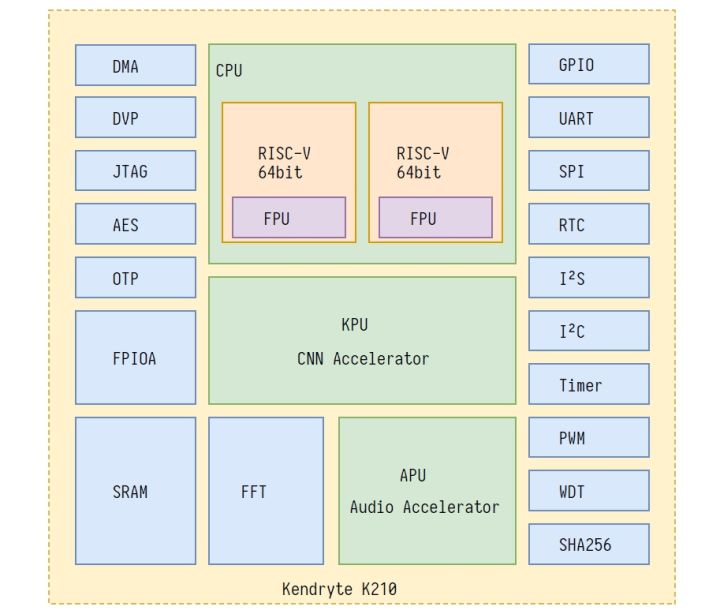 DMA
DVP
JTAG
AES
OTP
FPIOA
SRAM
CPU
RISC-V
64bit
FPU
RISC-V
64bit
FPU
KPU
CNN Accelerator
FFT
APU
Audio Accelerator
GPIO
UART
SPI
RTC
I²S
I²C
Timer
PWM
WDT
SHA256
Kendryte K210